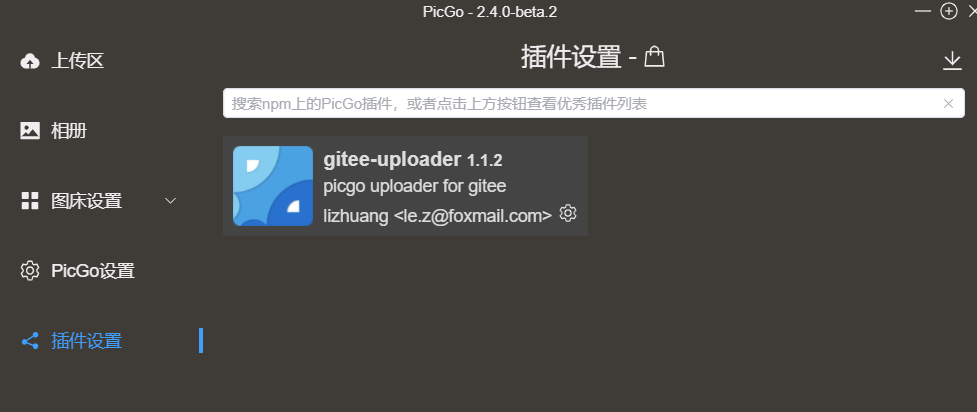 PicGo - 2.4.0-beta.2
上传区
相册
图床设置
PicGo设置
插件设置
插件设置 -
搜索npm上的PicGo插件，或者点击上方按钮查看优秀插件列表
gitee-uploader 1.1.2
picgo uploader for gitee
lizhuang <le.z@foxmail.com>